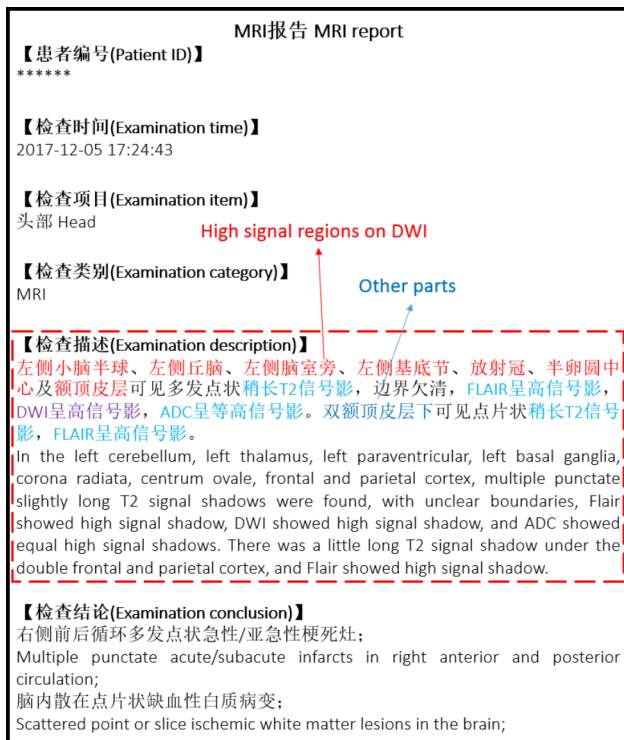 MRI报告 MRI report
【患者编号(Patient ID)】
******
【检查时间(Examination time)】
2017-12-05 17:24:43
【检查项目(Examination item)】
头部 Head
High signal regions on DWI
【检查类别(Examination category)】
MRI
Other parts
【检查描述(Examination description)】
左侧小脑半球、左侧丘脑、左侧脑室旁、左侧基底节、放射冠、半卵圆中
心及额顶皮层可见多发点状稍长T2信号影，边界欠清，FLAIR呈高信号影，
DWI呈高信号影，ADC呈等高信号影。双额顶皮层下可见点片状稍长T2信号
影，FLAIR呈高信号影。
In the left cerebellum, left thalamus, left paraventricular, left basal ganglia,
corona radiata, centrum ovale, frontal and parietal cortex, multiple punctate
slightly long T2 signal shadows were found, with unclear boundaries, Flair
showed high signal shadow, DWI showed high signal shadow, and ADC showed
equal high signal shadows. There was a little long T2 signal shadow under the
double frontal and parietal cortex, and Flair showed high signal shadow.
【检查结论(Examination conclusion)】
右侧前后循环多发点状急性/亚急性梗死灶；
Multiple punctate acute/subacute infarcts in right anterior and posterior
circulation;
脑内散在点片状缺血性白质病变；
Scattered point or slice ischemic white matter lesions in the brain;